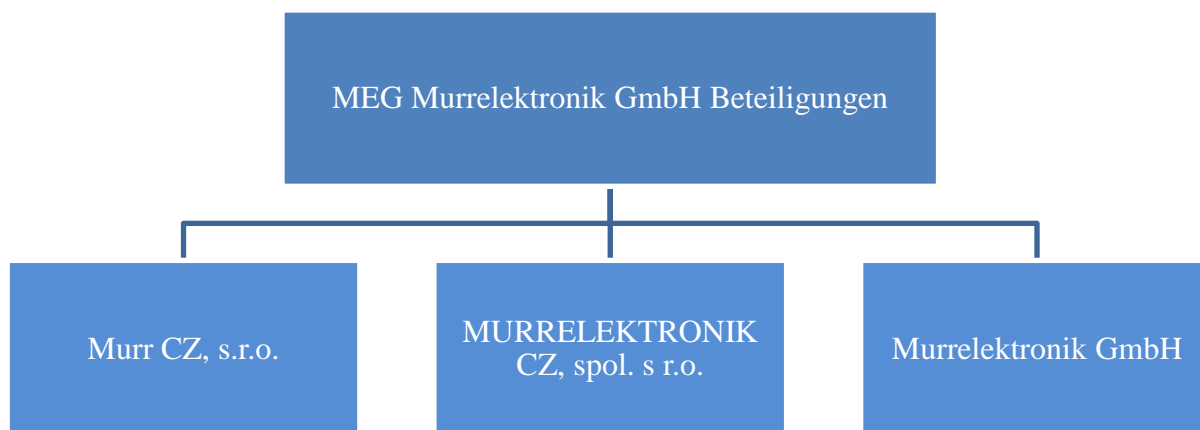 MEG Murrelektronik GmbH Beteiligungen
Murr CZ, s.r.o.
MURRELEKTRONIK
CZ, spol. s r.o.
Murrelektronik GmbH